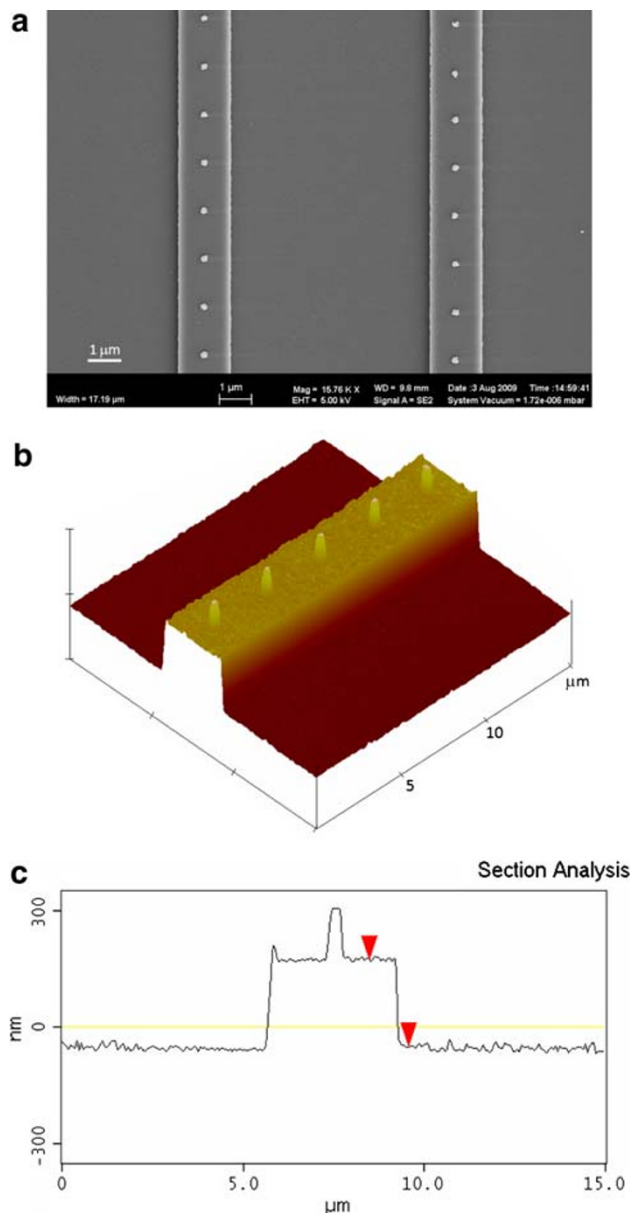 a
1 µm
Width = 17.19 µm
1 µm
Mag = 15.76 K X
EHT = 5.00 kV
WD = 9.8 mm
Signal A = SE2
Date :3 Aug 2009
System Vacuum = 1.72e-006 mbar
Time :14:59:41
b
µm
10
5
c
Section Analysis
300
0
-300
nm
0
5.0
10.0
15.0
µm